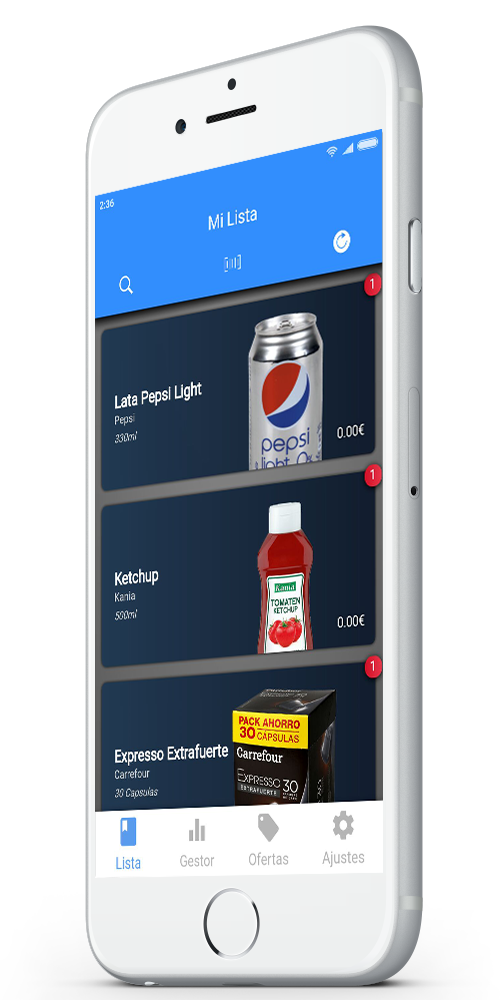 2:36
Mi Lista
1
Lata Pepsi Light
Pepsi
330ml
pepsi
light
0.00€
1
Ketchup
Kania
500ml
Kania
TOMATEN
KETCHUP
0.00€
1
Expresso Extrafuerte
Carrefour
30 Capsulas
PACK AHORRO
30 CÁPSULAS
Carrefour
EXPRESSO 30
EXTRAFUERTE
Lista
Gestor
Ofertas
Ajustes